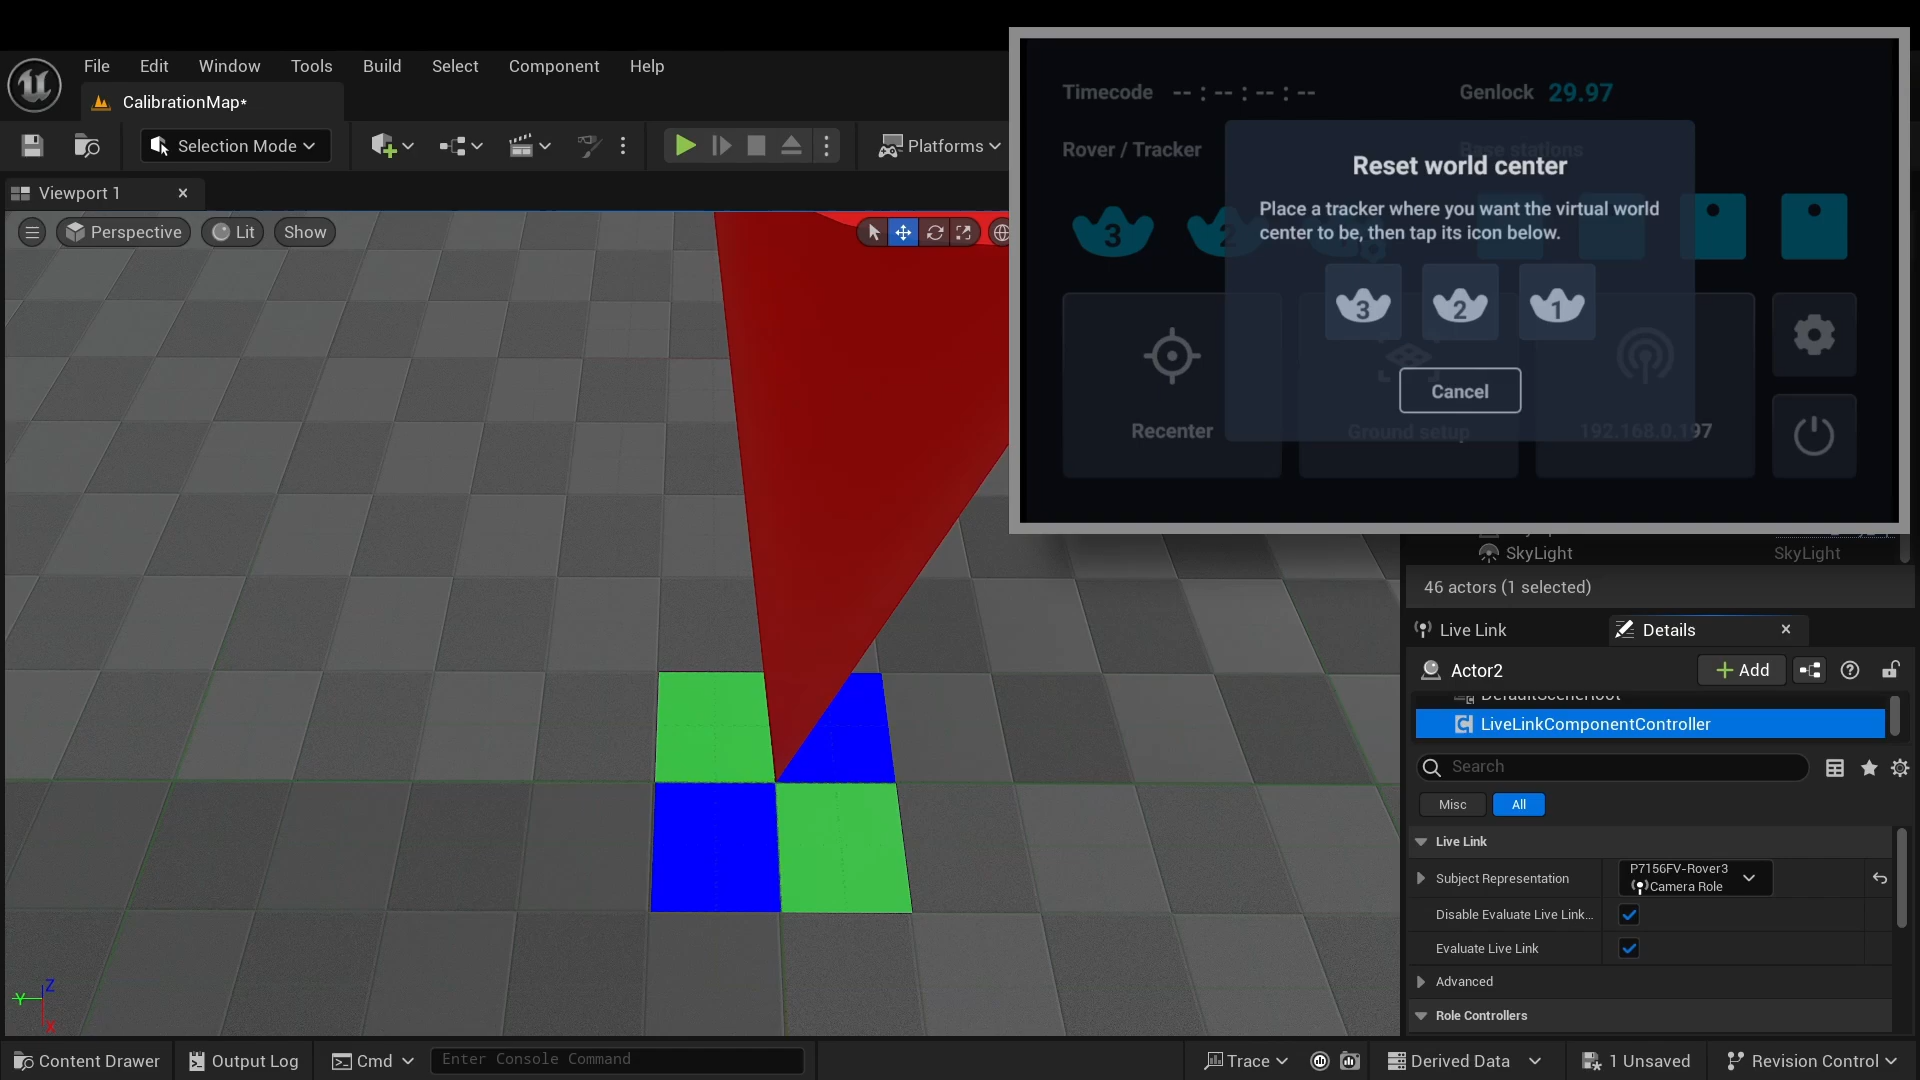 File Edit Window Tools Build Select Component Help
CalibrationMap*
Selection Mode
Platforms
Viewport 1
Perspective Lit Show
Timecode -- : -- : -- : -- Genlock 29.97
Rover / Tracker Base stations
Reset world center
Place a tracker where you want the virtual world
center to be, then tap its icon below.
3 2
3 2 1
Cancel
Recenter Ground setup 192.168.0.197
SkyLight SkyLight
46 actors (1 selected)
Live Link Details
Actor2 Add
DefaultSceneRoot
LiveLinkComponentController
Search
Misc All
Live Link
Subject Representation P7156FV-Rover3
Camera Role
Disable Evaluate Live Link...
Evaluate Live Link
Advanced
Role Controllers
Z
Y
X
Content Drawer Output Log Cmd Enter Console Command Trace Derived Data 1 Unsaved Revision Control